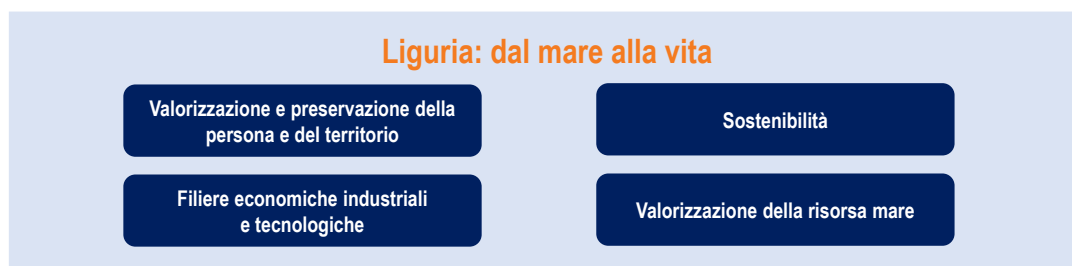 Liguria: dal mare alla vita
Valorizzazione e preservazione della
persona e del territorio
Sostenibilità
Filiere economiche industriali
e tecnologiche
Valorizzazione della risorsa mare